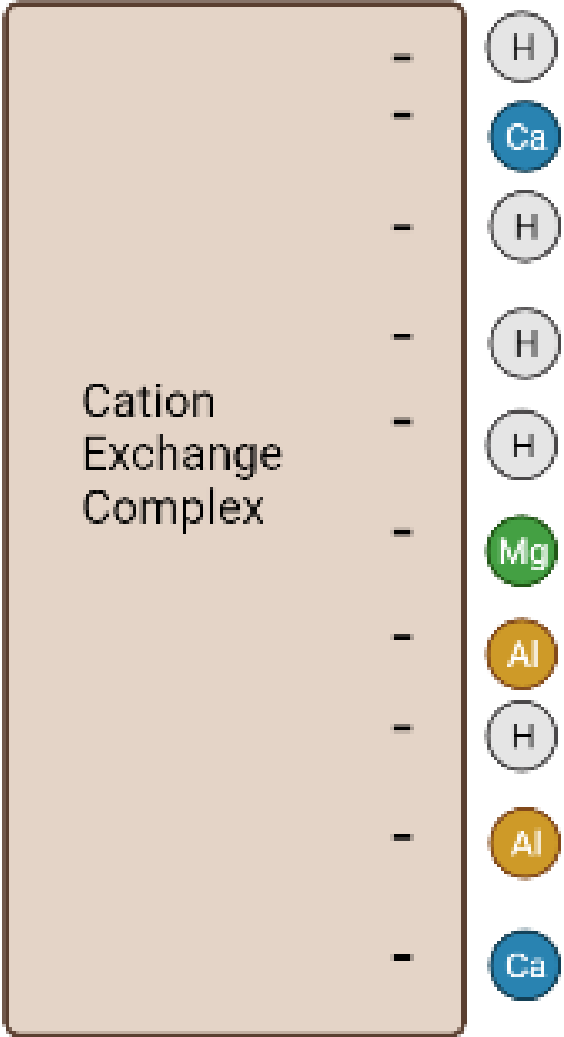 -
H
-
Ca
-
H
-
H
Cation
Exchange
Complex
-
H
-
Mg
-
Al
-
H
-
Al
-
Ca